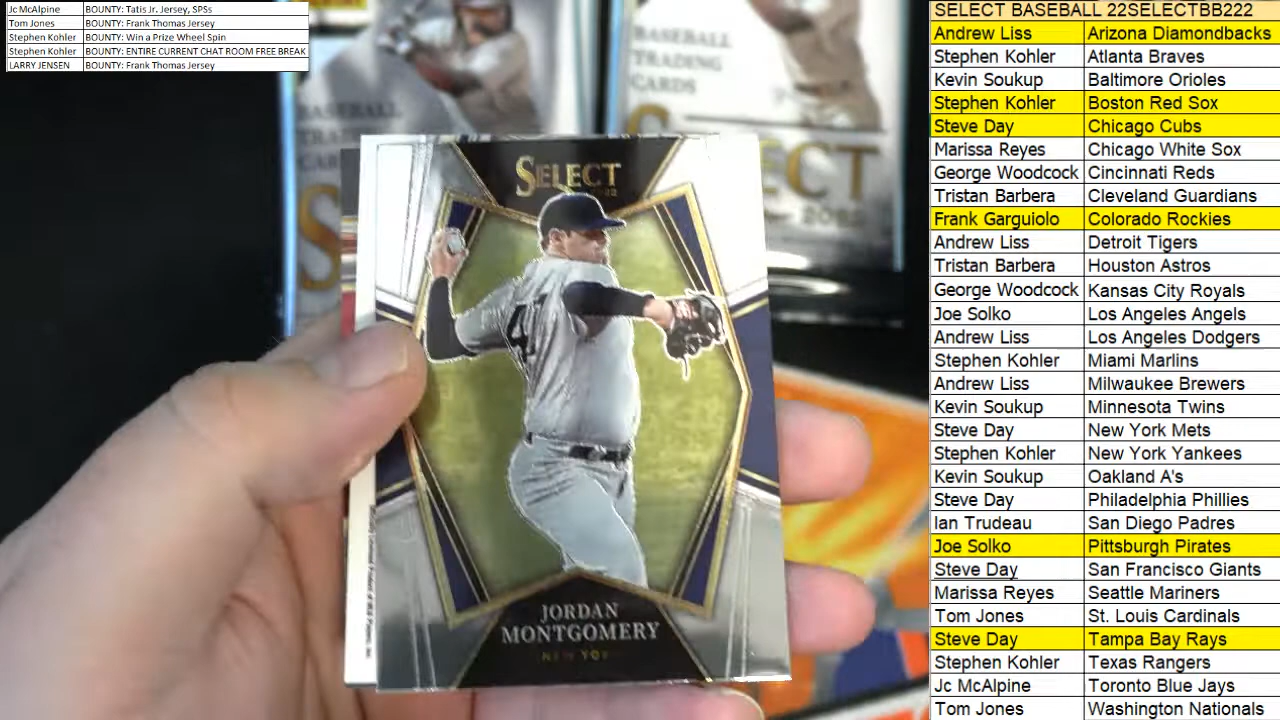 Jc McAlpine BOUNTY: Tatis Jr. Jersey, SPSs
Tom Jones BOUNTY: Frank Thomas Jersey
Stephen Kohler BOUNTY: Win a Prize Wheel Spin
Stephen Kohler BOUNTY: ENTIRE CURRENT CHAT ROOM FREE BREAK
LARRY JENSEN BOUNTY: Frank Thomas Jersey
BASEBALL
TRADING
CARDS
SELECT
JORDAN
MONTGOMERY
NEW YORK
SELECT BASEBALL 22SELECTBB222
Andrew Liss Arizona Diamondbacks
Stephen Kohler Atlanta Braves
Kevin Soukup Baltimore Orioles
Stephen Kohler Boston Red Sox
Steve Day Chicago Cubs
Marissa Reyes Chicago White Sox
George Woodcock Cincinnati Reds
Tristan Barbera Cleveland Guardians
Frank Garguiolo Colorado Rockies
Andrew Liss Detroit Tigers
Tristan Barbera Houston Astros
George Woodcock Kansas City Royals
Joe Solko Los Angeles Angels
Andrew Liss Los Angeles Dodgers
Stephen Kohler Miami Marlins
Andrew Liss Milwaukee Brewers
Kevin Soukup Minnesota Twins
Steve Day New York Mets
Stephen Kohler New York Yankees
Kevin Soukup Oakland A's
Steve Day Philadelphia Phillies
Ian Trudeau San Diego Padres
Joe Solko Pittsburgh Pirates
Steve Day San Francisco Giants
Marissa Reyes Seattle Mariners
Tom Jones St. Louis Cardinals
Steve Day Tampa Bay Rays
Stephen Kohler Texas Rangers
Jc McAlpine Toronto Blue Jays
Tom Jones Washington Nationals